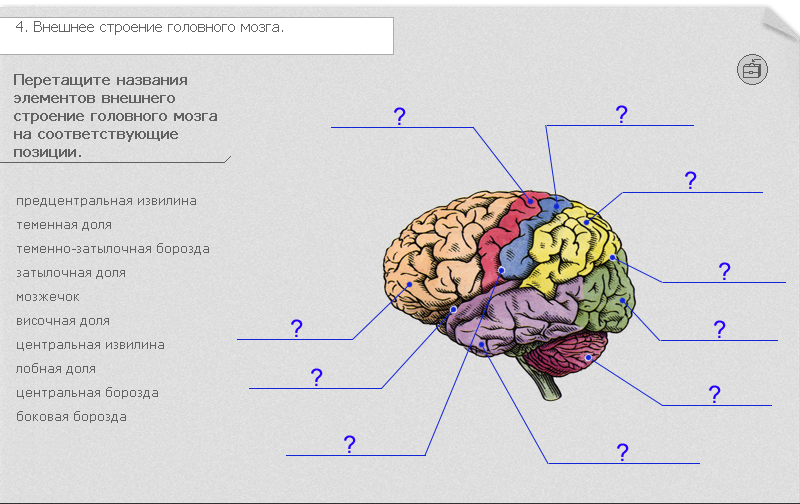 4. Внешнее строение головного мозга.
Перетащите названия
элементов внешнего
строение головного мозга
на соответствующие
позиции.
предцентральная извилина
теменная доля
теменно-затылочная борозда
затылочная доля
мозжечок
височная доля
центральная извилина
лобная доля
центральная борозда
боковая борозда
?
?
?
?
?
?
?
?
?
?